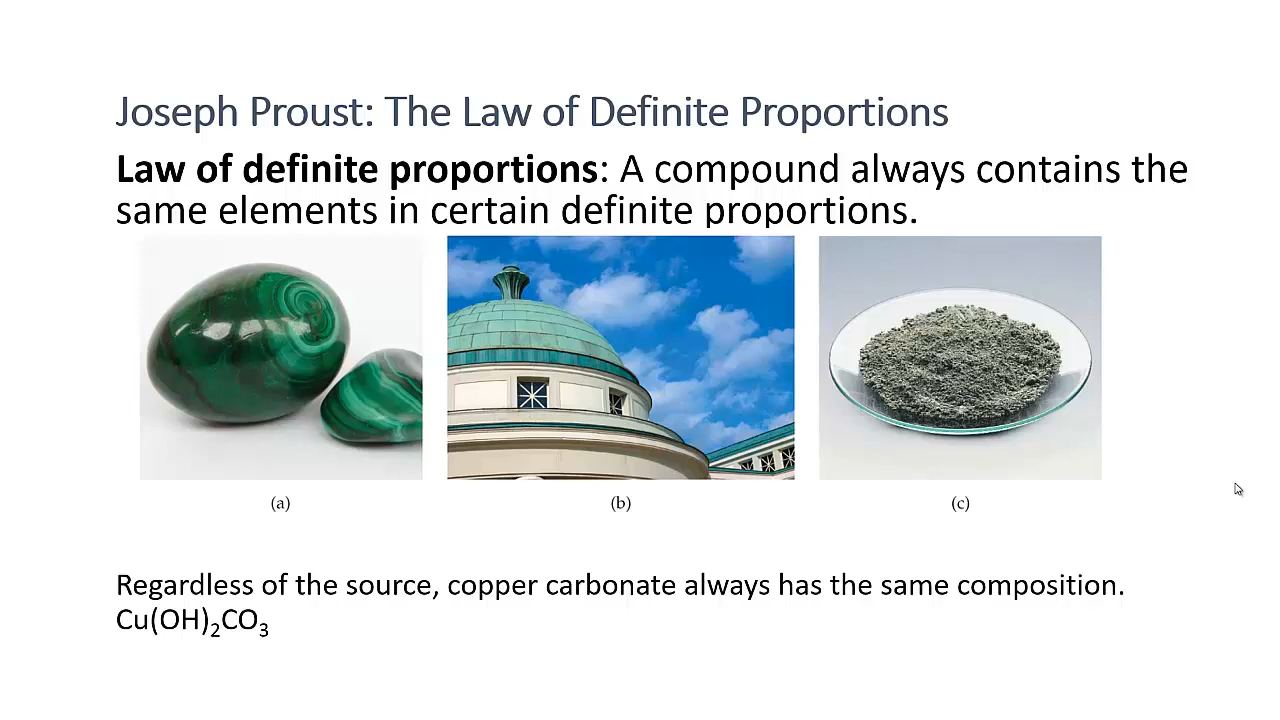 Joseph Proust: The Law of Definite Proportions
Law of definite proportions: A compound always contains the
same elements in certain definite proportions.
(a)
(b)
(c)
Regardless of the source, copper carbonate always has the same composition.
Cu(OH)₂CO₃